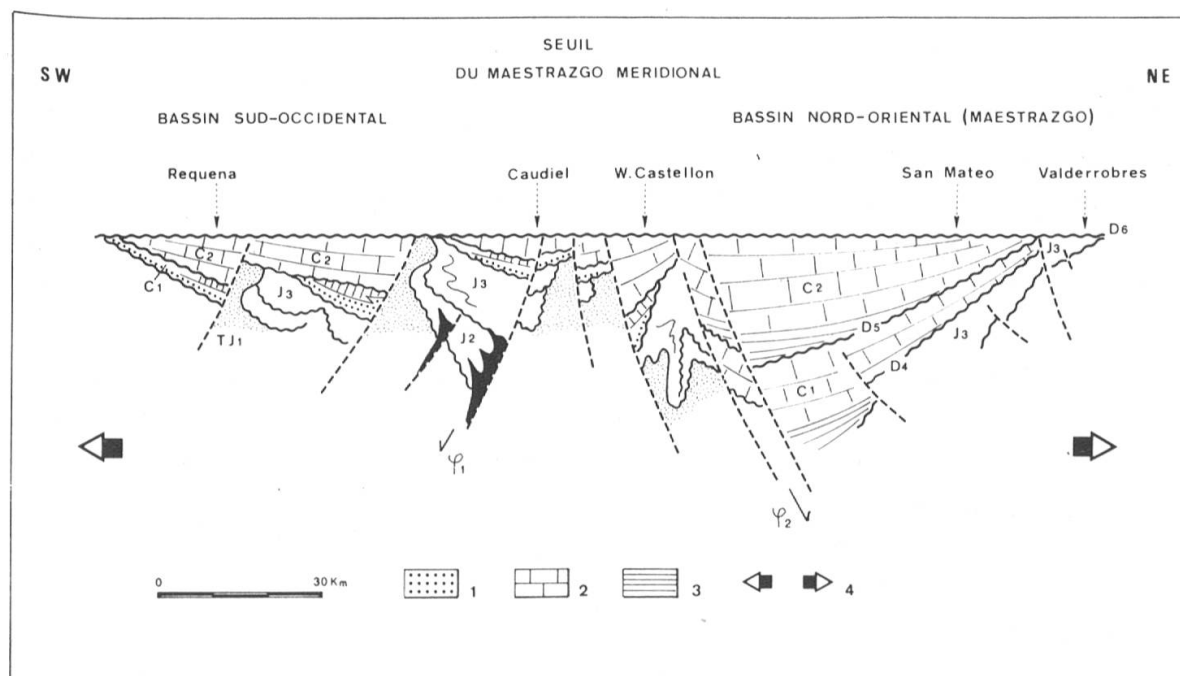 SEUIL
DU MAESTRAZGO MERIDIONAL
SW
NE
BASSIN SUD-OCCIDENTAL
BASSIN NORD-ORIENTAL (MAESTRAZGO)
Requena
Caudiel
W. Castellon
San Mateo
Valderrobres
D6
J3
C2
C2
C1
J3
J3
C2
TJ1
J2
D5
J3
D4
C1
φ1
φ2
0 30 Km
1
2
3
4